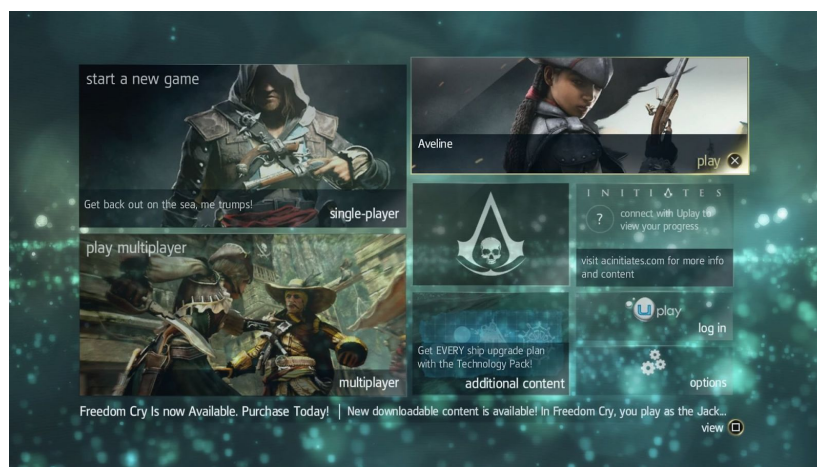 start a new game
Get back out on the sea, me trumps!
single-player
Aveline
play
INITIATES
?
connect with Uplay to
view your progress
visit acinitiates.com for more info
and content
play multiplayer
multiplayer
Get EVERY ship upgrade plan
with the Technology Pack!
additional content
U play
log in
options
Freedom Cry Is now Available. Purchase Today! | New downloadable content is available! In Freedom Cry, you play as the Jack...
view